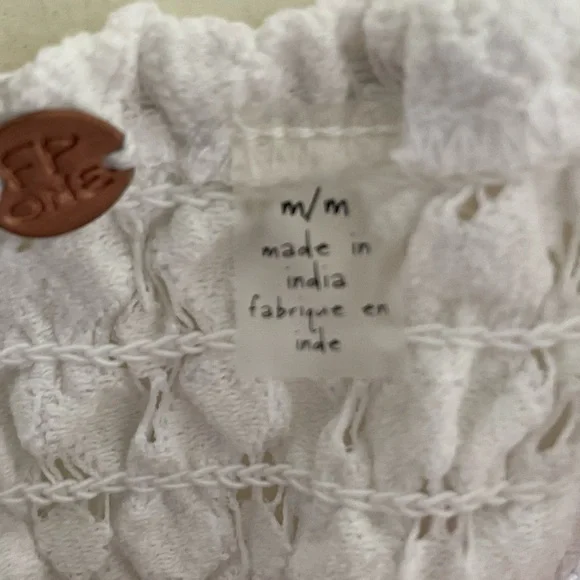 FP
ONE
m/m
made in
india
fabrique en
inde